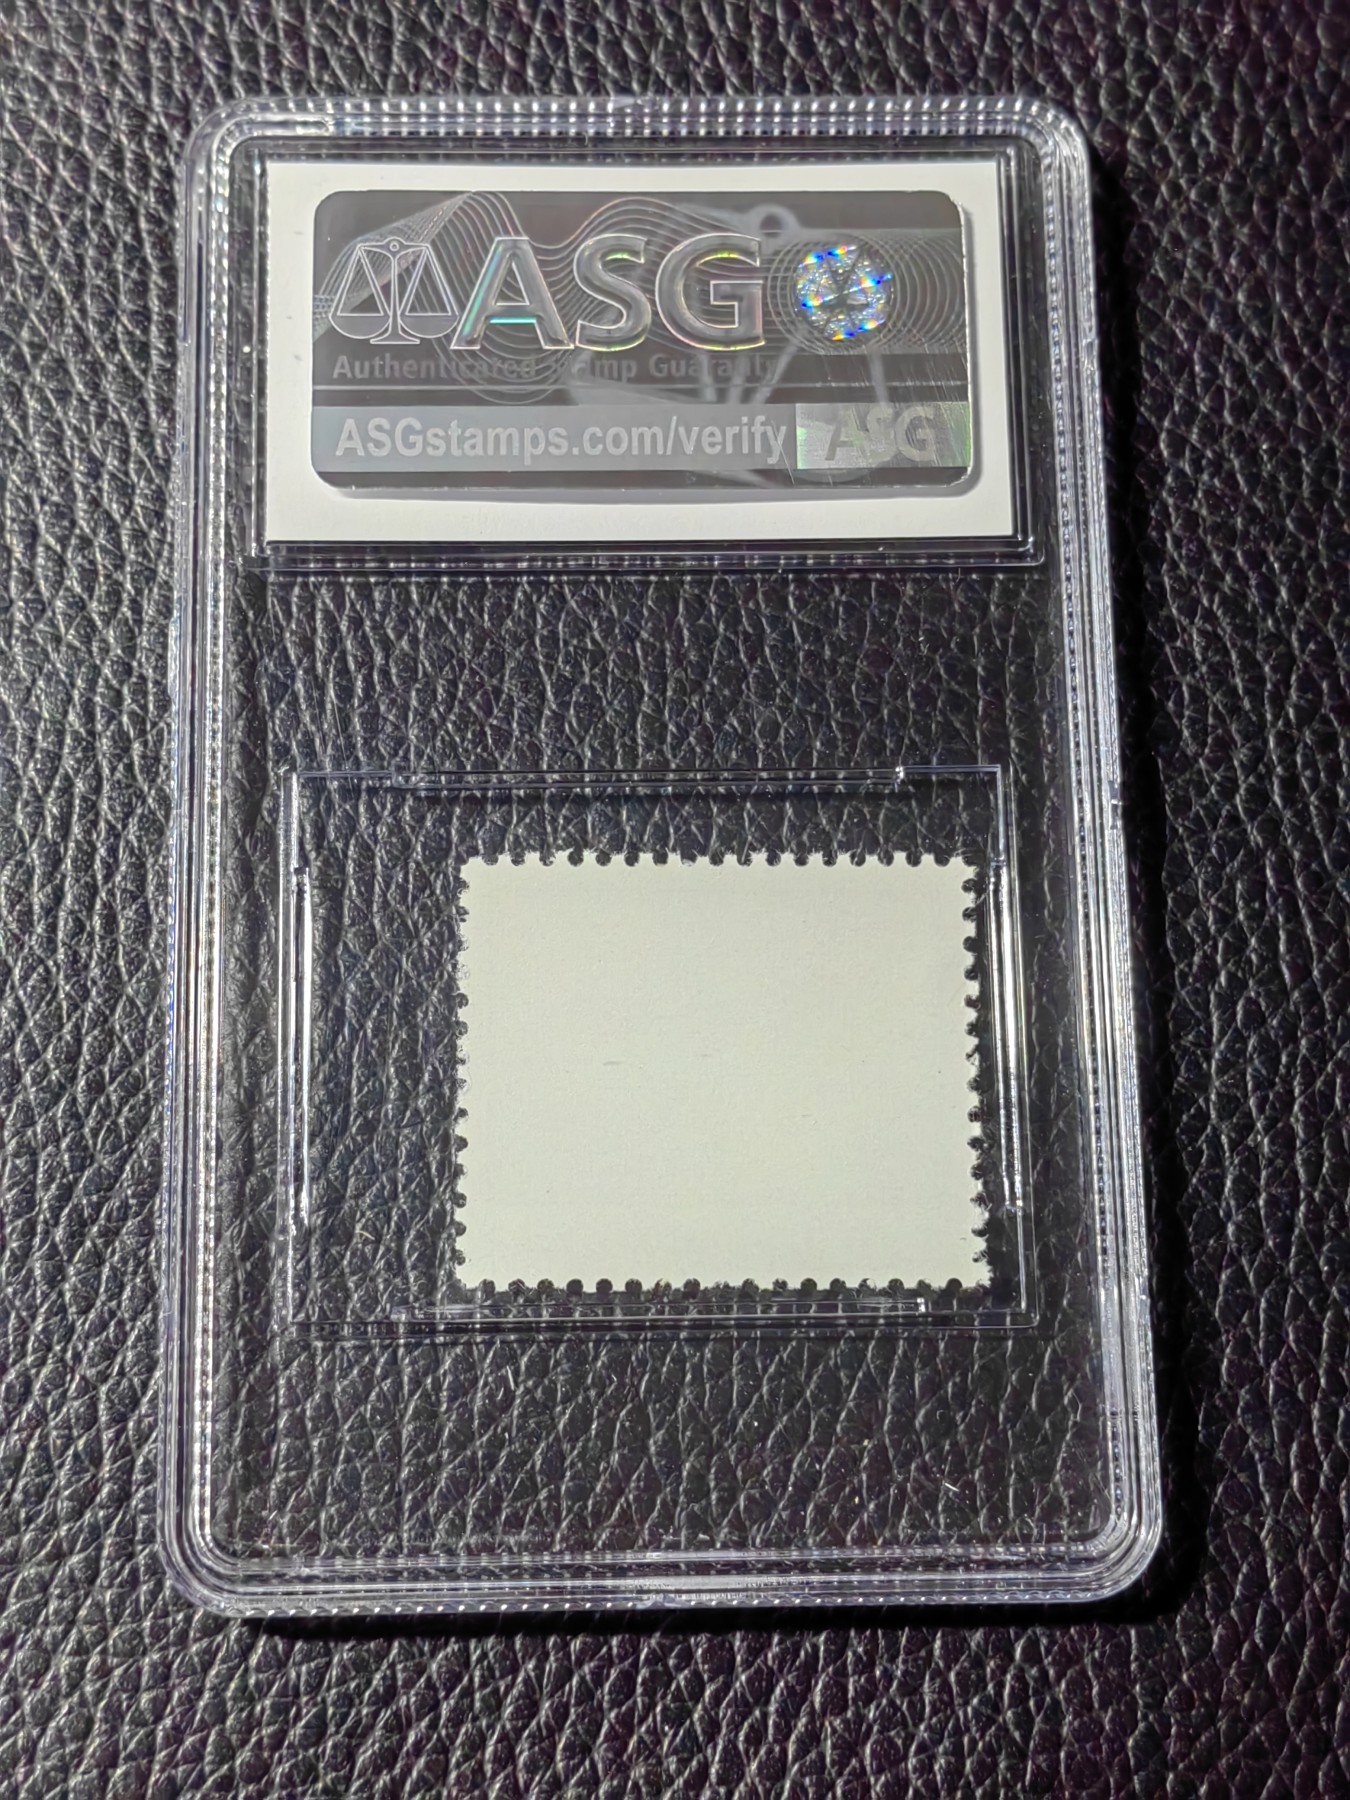 ASG
Authenticated Stamp Guaranty
ASGstamps.com/verify ASG